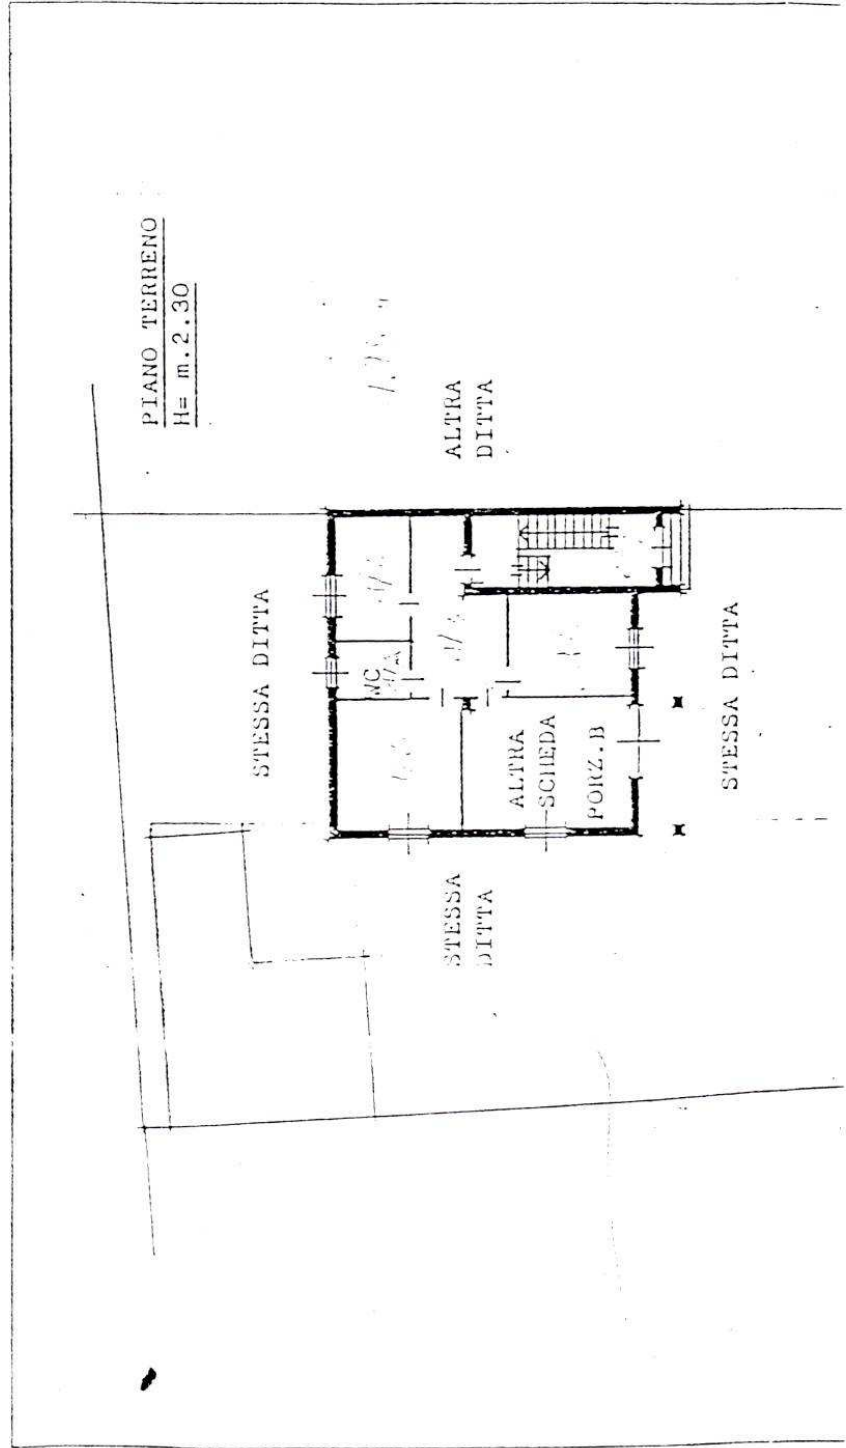 PIANO TERRENO
H= m.2.30
STESSA DITTA
ALTRA
DITTA
WC
ALTRA
SCHEDA
PORZ.B
STESSA
DITTA
STESSA DITTA